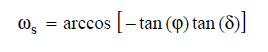 ωs = arccos [– tan (φ) tan (δ)]